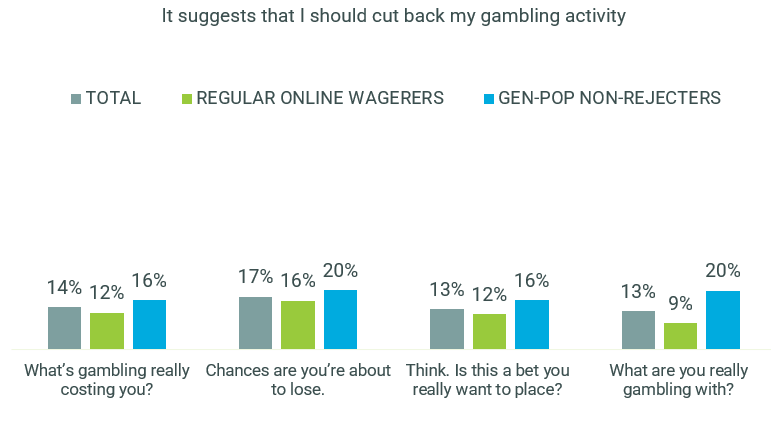 It suggests that I should cut back my gambling activity
TOTAL REGULAR ONLINE WAGERERS GEN-POP NON-REJECTERS
14% 12% 16% 17% 16% 20% 13% 12% 16% 13% 9% 20%
What's gambling really costing you?
Chances are you're about to lose.
Think. Is this a bet you really want to place?
What are you really gambling with?